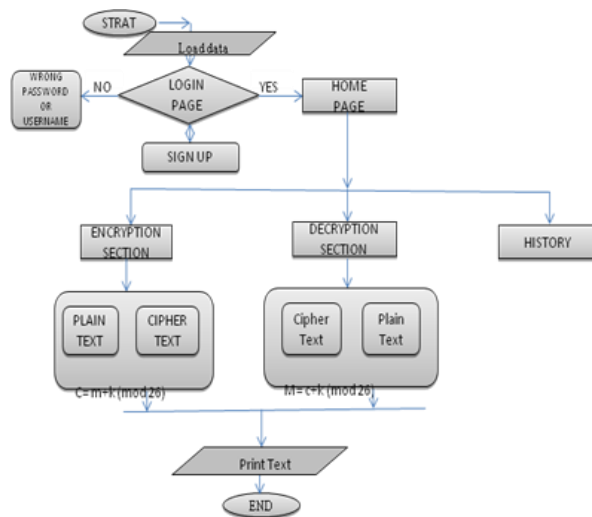 STRAT
Load data
WRONG
PASSWORD
OR
USERNAME
NO
LOGIN
PAGE
YES
HOME
PAGE
SIGN UP
ENCRYPTION
SECTION
DECRYPTION
SECTION
HISTORY
PLAIN
TEXT
CIPHER
TEXT
Cipher
Text
Plain
Text
C= m+k (mod 26)
M= c+k (mod 26)
Print Text
END